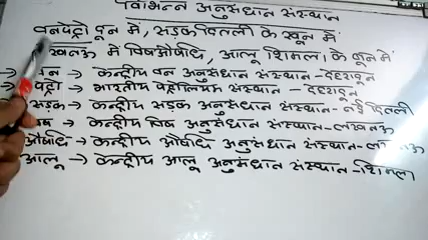 विभिन्न अनुसंधान संस्थान
वनपेट्रो दून में, सड़क दिल्ली के खून में
लखनऊ में विषऔषधि, आलू शिमला के जून में
वन → केन्द्रीय वन अनुसंधान संस्थान - देहरादून
पेट्रो → भारतीय पेट्रोलियम संस्थान - देहरादून
सड़क → केन्द्रीय सड़क अनुसंधान संस्थान - नई दिल्ली
विष → केन्द्रीय विष अनुसंधान संस्थान - लखनऊ
औषधि → केन्द्रीय औषधि अनुसंधान संस्थान - लखनऊ
आलू → केन्द्रीय आलू अनुसंधान संस्थान - शिमला